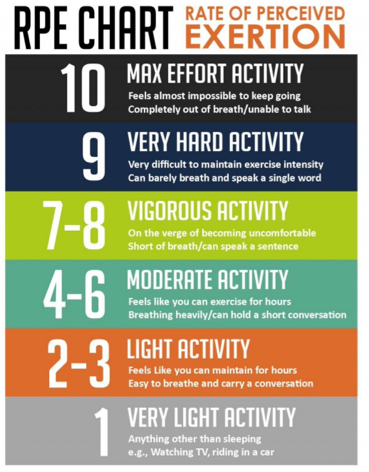 RPE CHART RATE OF PERCEIVED EXERTION
10 MAX EFFORT ACTIVITY
Feels almost impossible to keep going
Completely out of breath/unable to talk
9 VERY HARD ACTIVITY
Very difficult to maintain exercise intensity
Can barely breath and speak a single word
7-8 VIGOROUS ACTIVITY
On the verge of becoming uncomfortable
Short of breath/can speak a sentence
4-6 MODERATE ACTIVITY
Feels like you can exercise for hours
Breathing heavily/can hold a short conversation
2-3 LIGHT ACTIVITY
Feels Like you can maintain for hours
Easy to breathe and carry a conversation
1 VERY LIGHT ACTIVITY
Anything other than sleeping
e.g., Watching TV, riding in a car